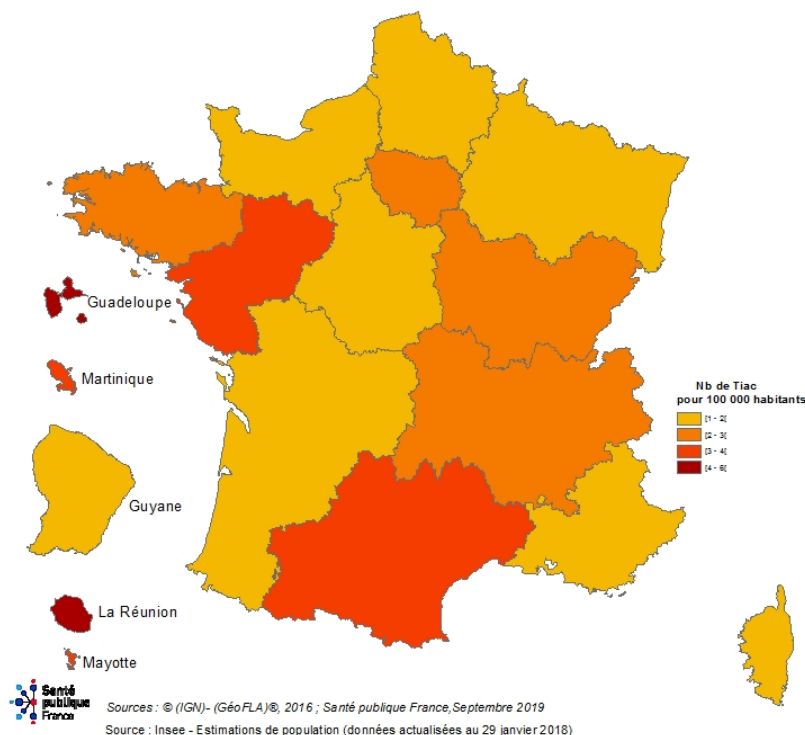 Guadeloupe
Martinique
Guyane
La Réunion
Mayotte
Nb de Tiac
pour 100 000 habitants
[1 - 2[
[2 - 3[
[3 - 4[
[4 - 6[
Santé
publique
France
Sources : © (IGN)- (GéoFLA)®, 2016 ; Santé publique France,Septembre 2019
Source : Insee - Estimations de population (données actualisées au 29 janvier 2018)